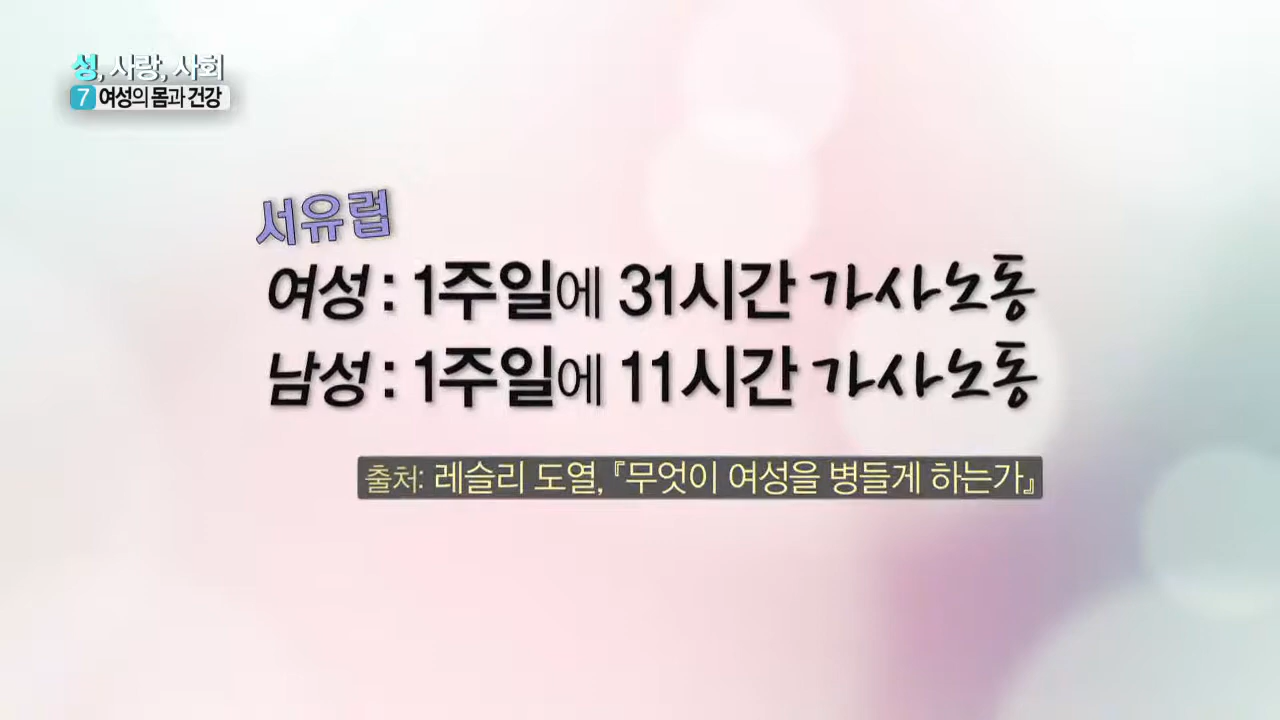 성, 사랑, 사회
7 여성의 몸과 건강
서유럽
여성 : 1주일에 31시간 가사노동
남성 : 1주일에 11시간 가사노동
출처: 레슬리 도열, 『무엇이 여성을 병들게 하는가』